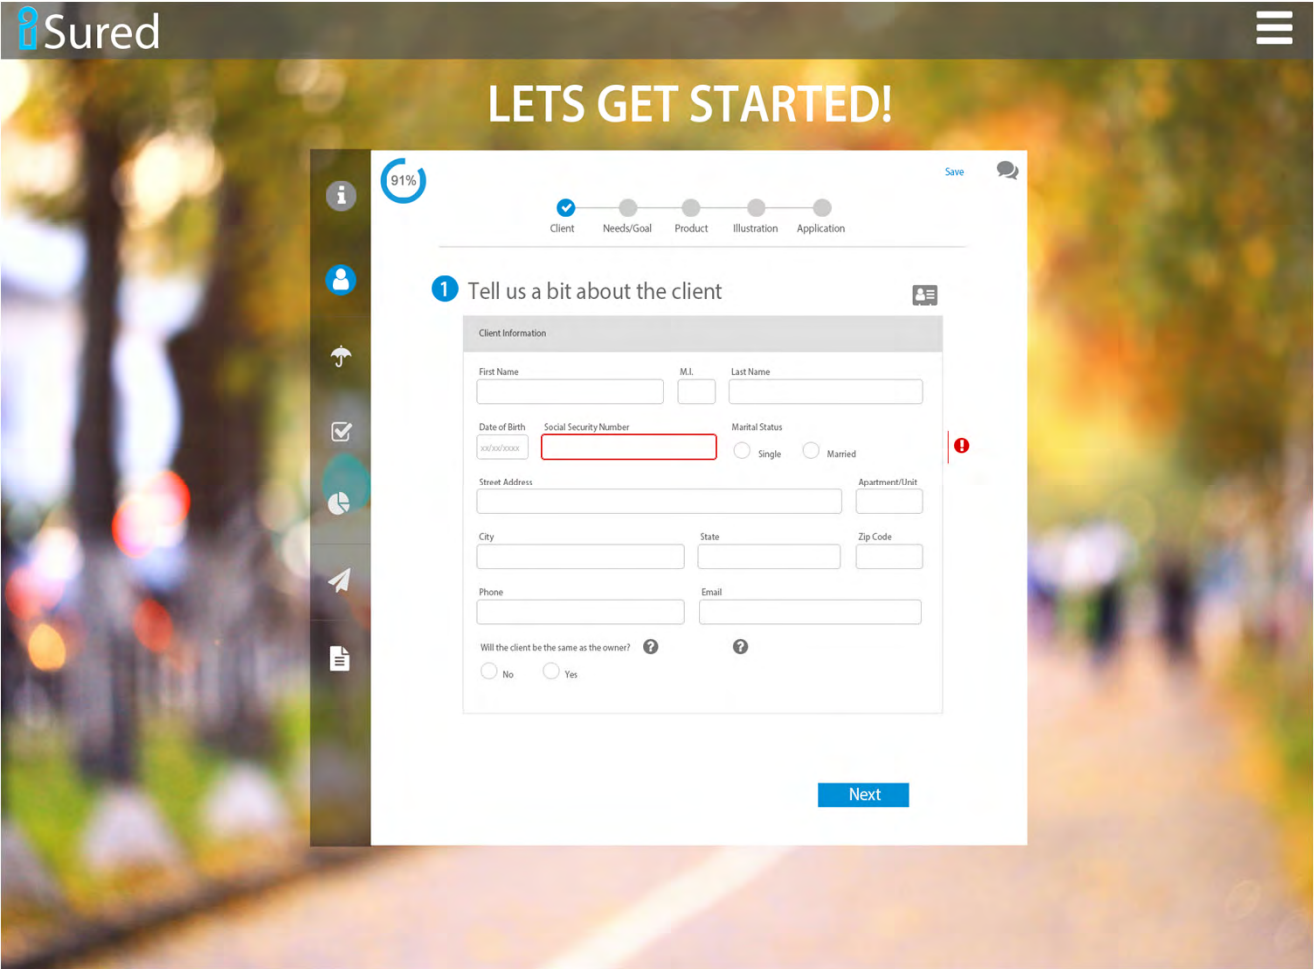 iSured
LETS GET STARTED!
91%
Save
Client Needs/Goal Product Illustration Application
1 Tell us a bit about the client
Client Information
First Name M.I. Last Name
Date of Birth Social Security Number Marital Status
xx/xx/xxxx
Single Married
Street Address Apartment/Unit
City State Zip Code
Phone Email
Will the client be the same as the owner? ? ?
No Yes
Next